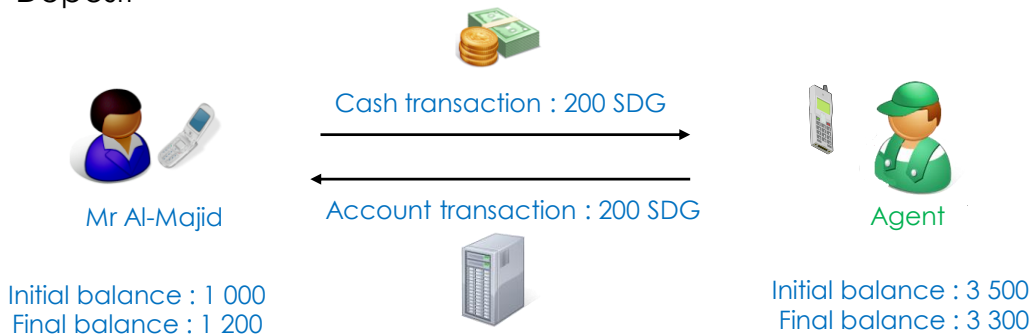 Deposit
Cash transaction : 200 SDG
Account transaction : 200 SDG
Mr Al-Majid
Agent
Initial balance : 1 000
Final balance : 1 200
Initial balance : 3 500
Final balance : 3 300